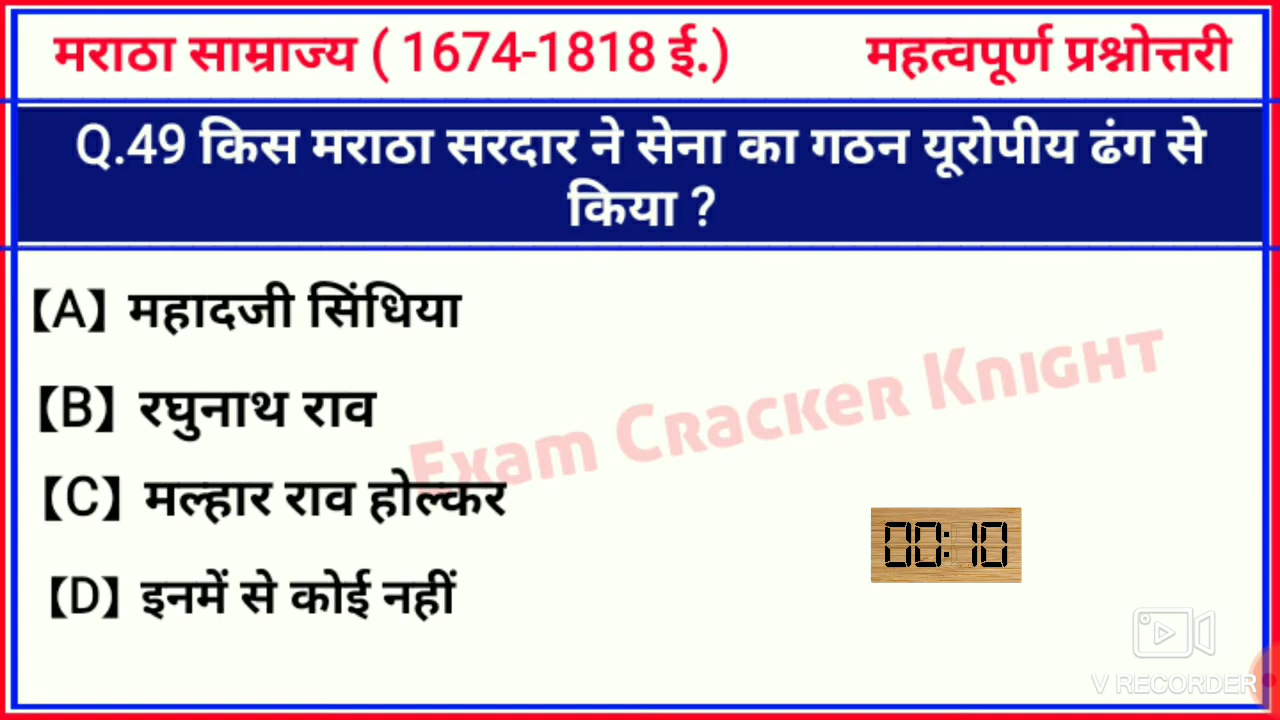 मराठा साम्राज्य ( 1674-1818 ई.) महत्वपूर्ण प्रश्नोत्तरी
Q.49 किस मराठा सरदार ने सेना का गठन यूरोपीय ढंग से
किया ?
【A】 महादजी सिंधिया
【B】 रघुनाथ राव
Exam Cracker Knight
【C】 मल्हार राव होल्कर
00:10
【D】 इनमें से कोई नहीं
V RECORDER